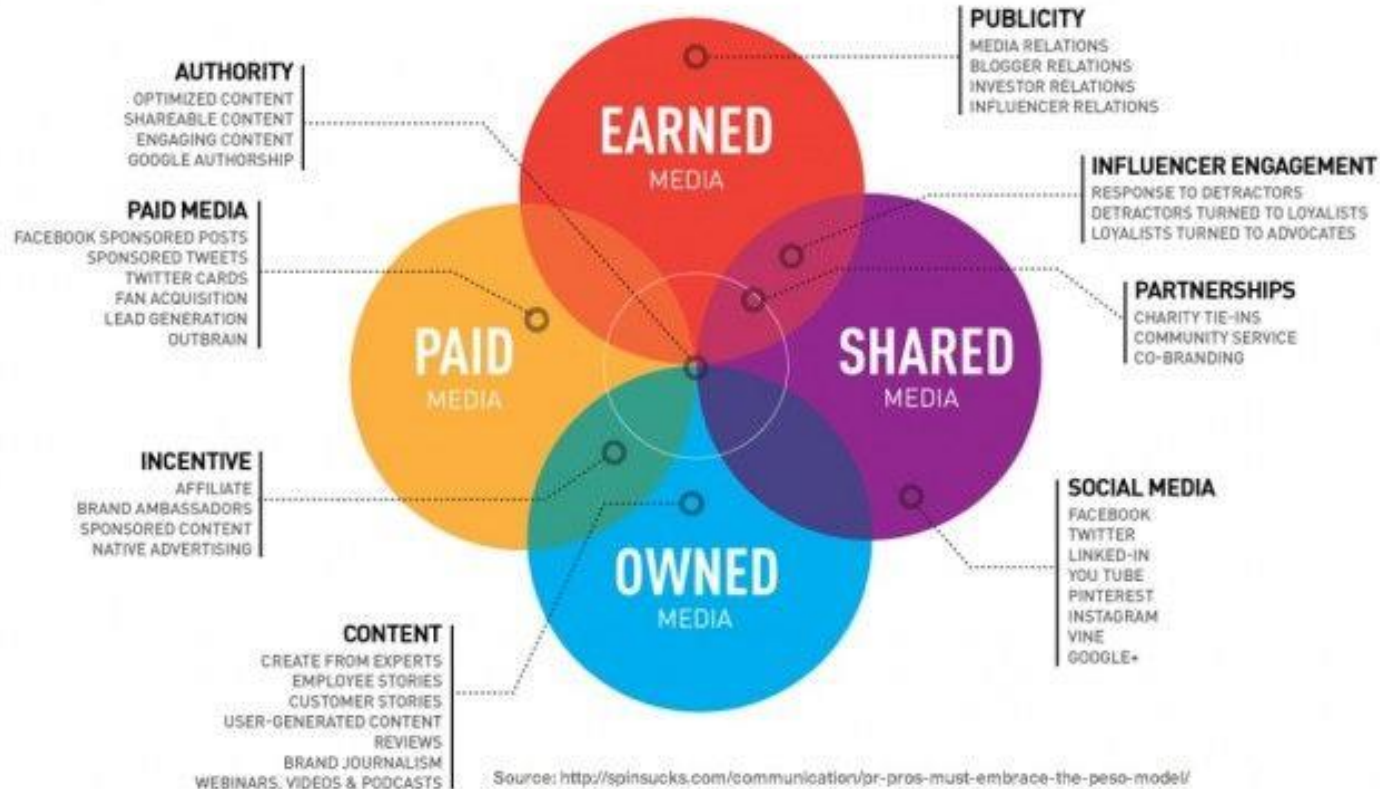 PUBLICITY
MEDIA RELATIONS
BLOGGER RELATIONS
INVESTOR RELATIONS
INFLUENCER RELATIONS
AUTHORITY
OPTIMIZED CONTENT
SHAREABLE CONTENT
ENGAGING CONTENT
GOOGLE AUTHORSHIP
EARNED
MEDIA
INFLUENCER ENGAGEMENT
RESPONSE TO DETRACTORS
DETRACTORS TURNED TO LOYALISTS
LOYALISTS TURNED TO ADVOCATES
PAID MEDIA
FACEBOOK SPONSORED POSTS
SPONSORED TWEETS
TWITTER CARDS
FAN ACQUISITION
LEAD GENERATION
OUTBRAIN
PARTNERSHIPS
CHARITY TIE-INS
COMMUNITY SERVICE
CO-BRANDING
PAID
MEDIA
SHARED
MEDIA
INCENTIVE
AFFILIATE
BRAND AMBASSADORS
SPONSORED CONTENT
NATIVE ADVERTISING
SOCIAL MEDIA
FACEBOOK
TWITTER
LINKED-IN
YOU TUBE
PINTEREST
INSTAGRAM
VINE
GOOGLE+
OWNED
MEDIA
CONTENT
CREATE FROM EXPERTS
EMPLOYEE STORIES
CUSTOMER STORIES
USER-GENERATED CONTENT
REVIEWS
BRAND JOURNALISM
WEBINARS, VIDEOS & PODCASTS
Source: http://spinsucks.com/communication/pr-pros-must-embrace-the-peso-model/